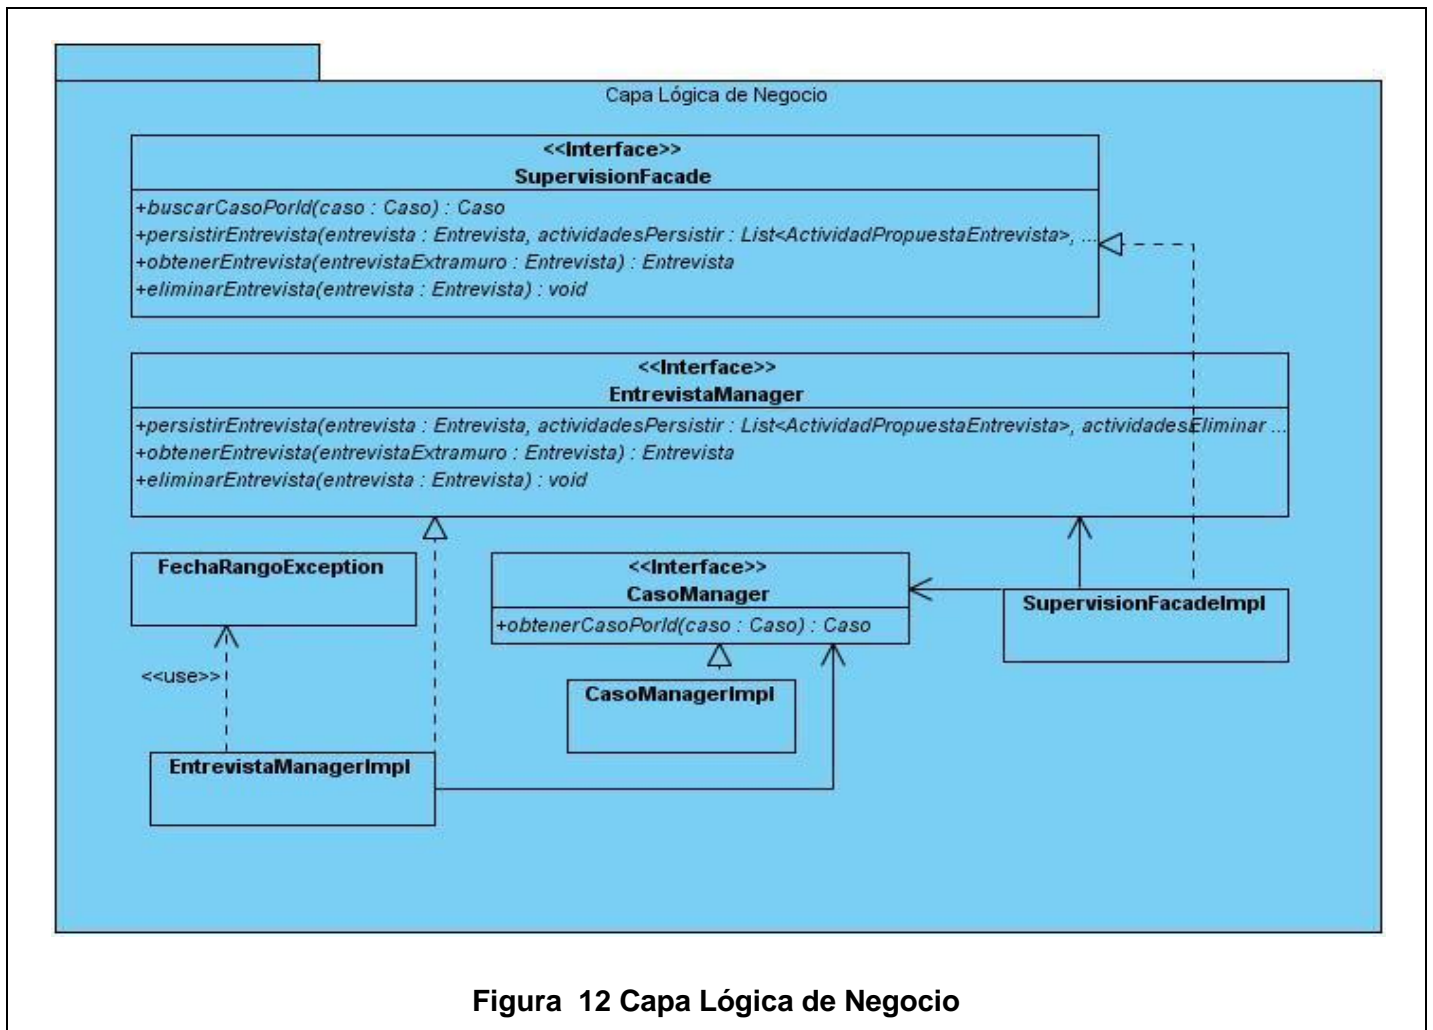 Capa Lógica de Negocio
<<Interface>>
SupervisionFacade
+buscarCasoPorId(caso : Caso) : Caso
+persistirEntrevista(entrevista : Entrevista, actividadesPersistir : List<ActividadPropuestaEntrevista>, ...
+obtenerEntrevista(entrevistaExtramuro : Entrevista) : Entrevista
+eliminarEntrevista(entrevista : Entrevista) : void
<<Interface>>
EntrevistaManager
+persistirEntrevista(entrevista : Entrevista, actividadesPersistir : List<ActividadPropuestaEntrevista>, actividadesEliminar ...
+obtenerEntrevista(entrevistaExtramuro : Entrevista) : Entrevista
+eliminarEntrevista(entrevista : Entrevista) : void
FechaRangoException
<<Interface>>
CasoManager
+obtenerCasoPorId(caso : Caso) : Caso
SupervisionFacadeImpl
<<use>>
CasoManagerImpl
EntrevistaManagerImpl
Figura 12 Capa Lógica de Negocio